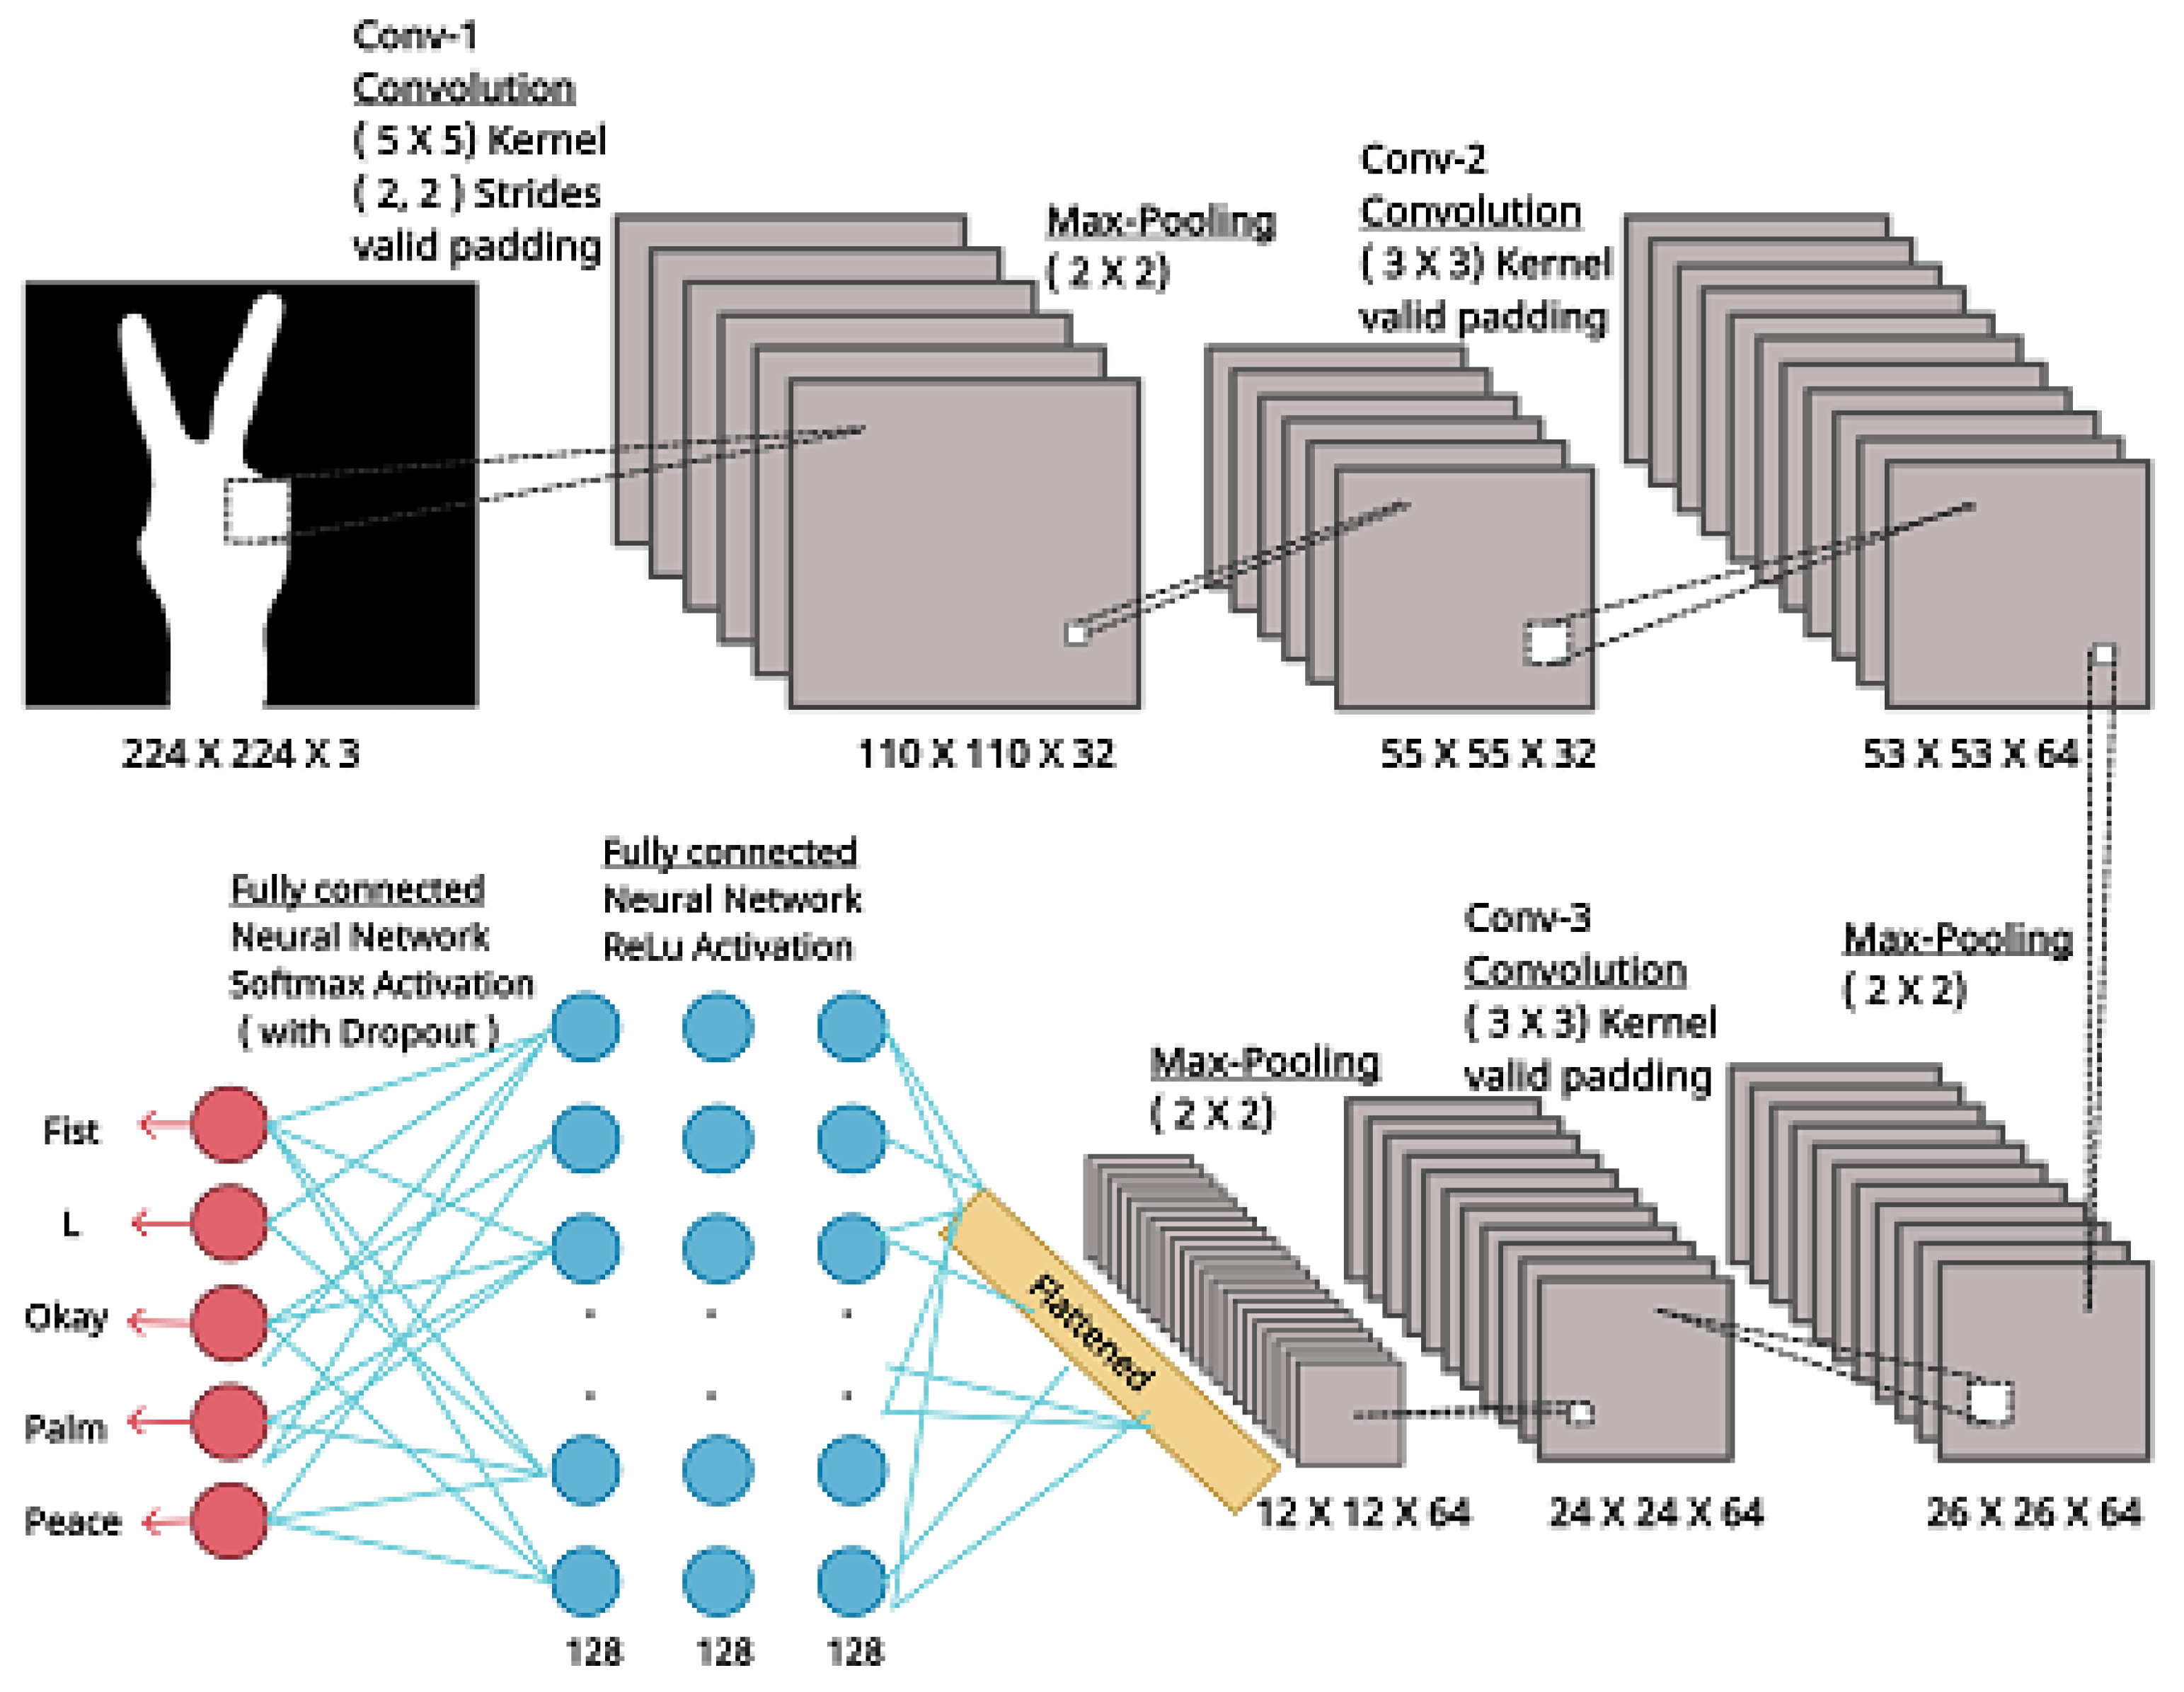 Conv-1
Convolution
( 5 X 5) Kernel
( 2, 2 ) Strides
valid padding
Max-Pooling
( 2 X 2)
Conv-2
Convolution
( 3 X 3) Kernel
valid padding
224 X 224 X 3
110 X 110 X 32
55 X 55 X 32
53 X 53 X 64
Fully connected
Neural Network
Softmax Activation
( with Dropout )
Fully connected
Neural Network
ReLu Activation
Max-Pooling
( 2 X 2)
Conv-3
Convolution
( 3 X 3) Kernel
valid padding
Max-Pooling
( 2 X 2)
Fist
L
Okay
Palm
Peace
Flattened
12 X 12 X 64
24 X 24 X 64
26 X 26 X 64
128
128
128